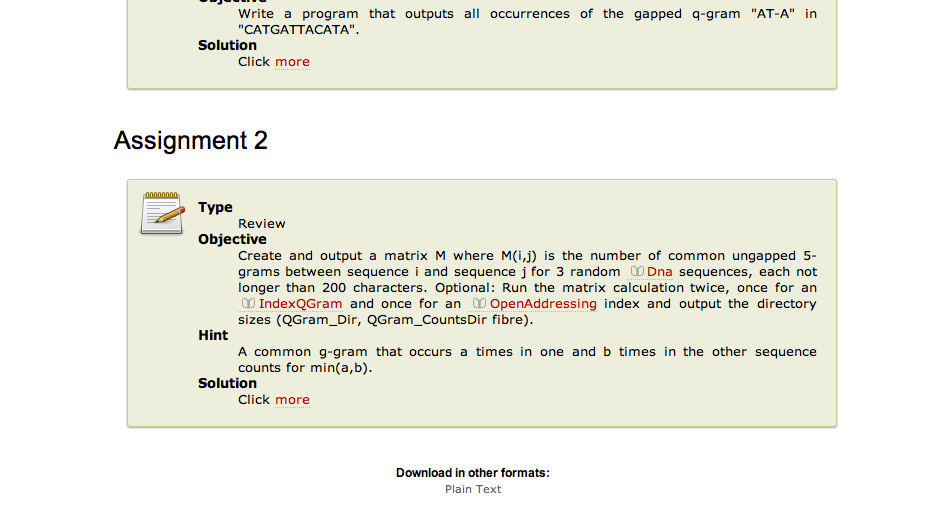 Objective
Write a program that outputs all occurrences of the gapped q-gram "AT-A" in
"CATGATTACATA".
Solution
Click more
Assignment 2
Type
Review
Objective
Create and output a matrix M where M(i,j) is the number of common ungapped 5-
grams between sequence i and sequence j for 3 random Dna sequences, each not
longer than 200 characters. Optional: Run the matrix calculation twice, once for an
IndexQGram and once for an OpenAddressing index and output the directory
sizes (QGram_Dir, QGram_CountsDir fibre).
Hint
A common g-gram that occurs a times in one and b times in the other sequence
counts for min(a,b).
Solution
Click more
Download in other formats:
Plain Text